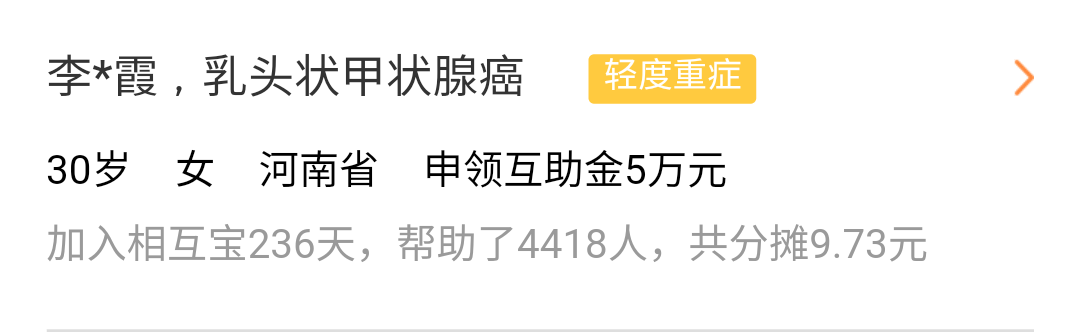 李*霞，乳头状甲状腺癌 轻度重症
30岁 女 河南省 申领互助金5万元
加入相互宝236天，帮助了4418人，共分摊9.73元